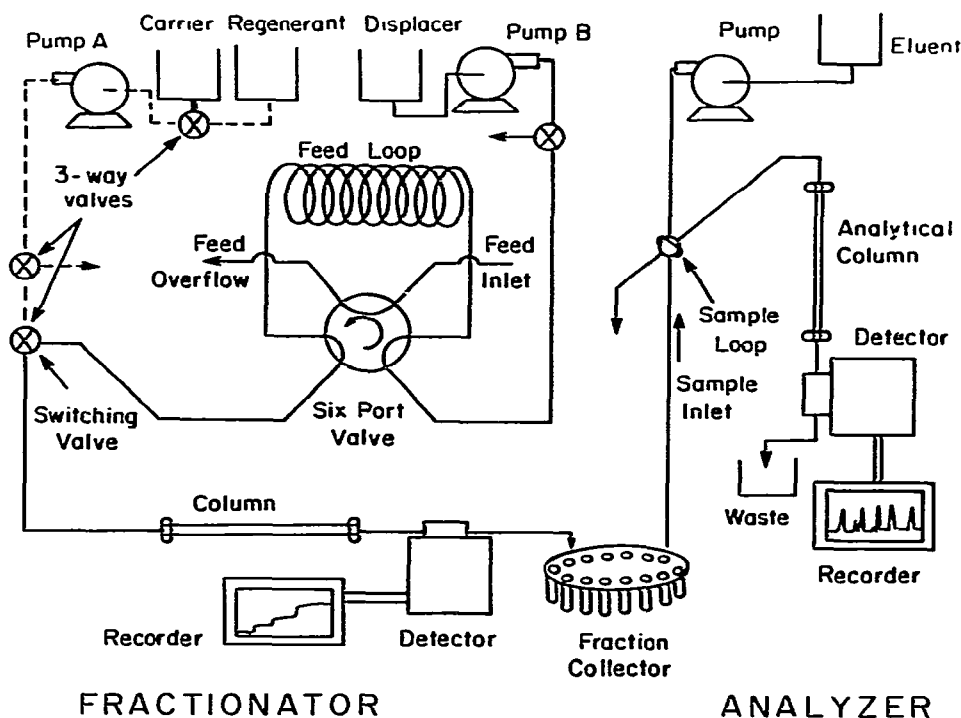 Carrier
Regenerant
Displacer
Pump A
Pump B
Pump
Eluent
Feed Loop
3-way
valves
Feed
Overflow
Feed
Inlet
Analytical
Column
Sample
Loop
Detector
Sample
Inlet
Switching
Valve
Six Port
Valve
Column
Waste
Recorder
Recorder
Detector
Fraction
Collector
FRACTIONATOR
ANALYZER